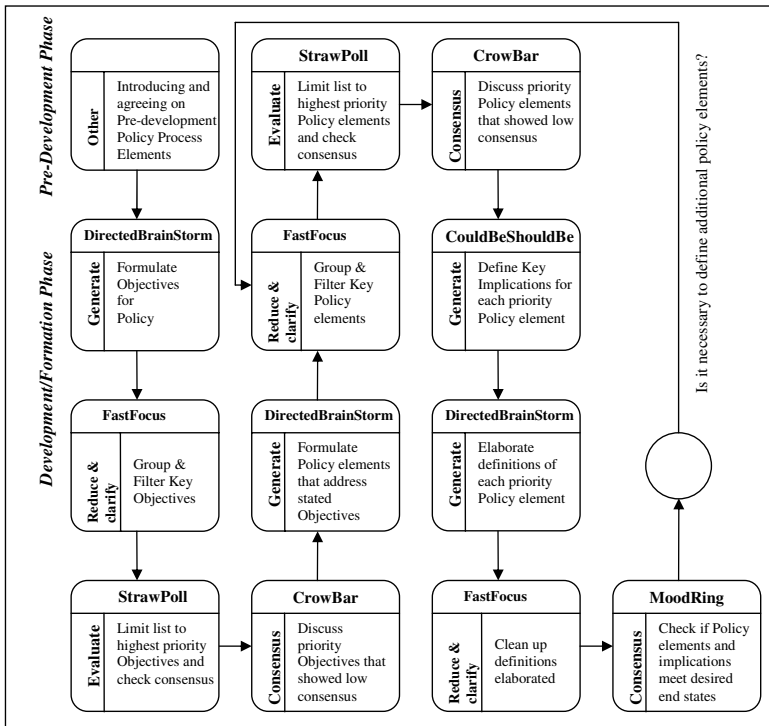 Pre-Development Phase
Other
Introducing and
agreeing on
Pre-development
Policy Process
Elements
Development/Formation Phase
DirectedBrainStorm
Generate
Formulate
Objectives
for
Policy
FastFocus
Reduce &
clarify
Group &
Filter Key
Objectives
StrawPoll
Evaluate
Limit list to
highest priority
Objectives and
check consensus
CrowBar
Consensus
Discuss
priority
Objectives that
showed low
consensus
DirectedBrainStorm
Generate
Formulate
Policy elements
that address
stated
Objectives
FastFocus
Reduce &
clarify
Group &
Filter Key
Policy
elements
StrawPoll
Evaluate
Limit list to
highest priority
Policy elements
and check
consensus
CrowBar
Consensus
Discuss priority
Policy elements
that showed low
consensus
CouldBeShouldBe
Generate
Define Key
Implications for
each priority
Policy element
DirectedBrainStorm
Generate
Elaborate
definitions of
each priority
Policy element
FastFocus
Reduce &
clarify
Clean up
definitions
elaborated
MoodRing
Consensus
Check if Policy
elements and
implications
meet desired
end states
Is it necessary to define additional policy elements?